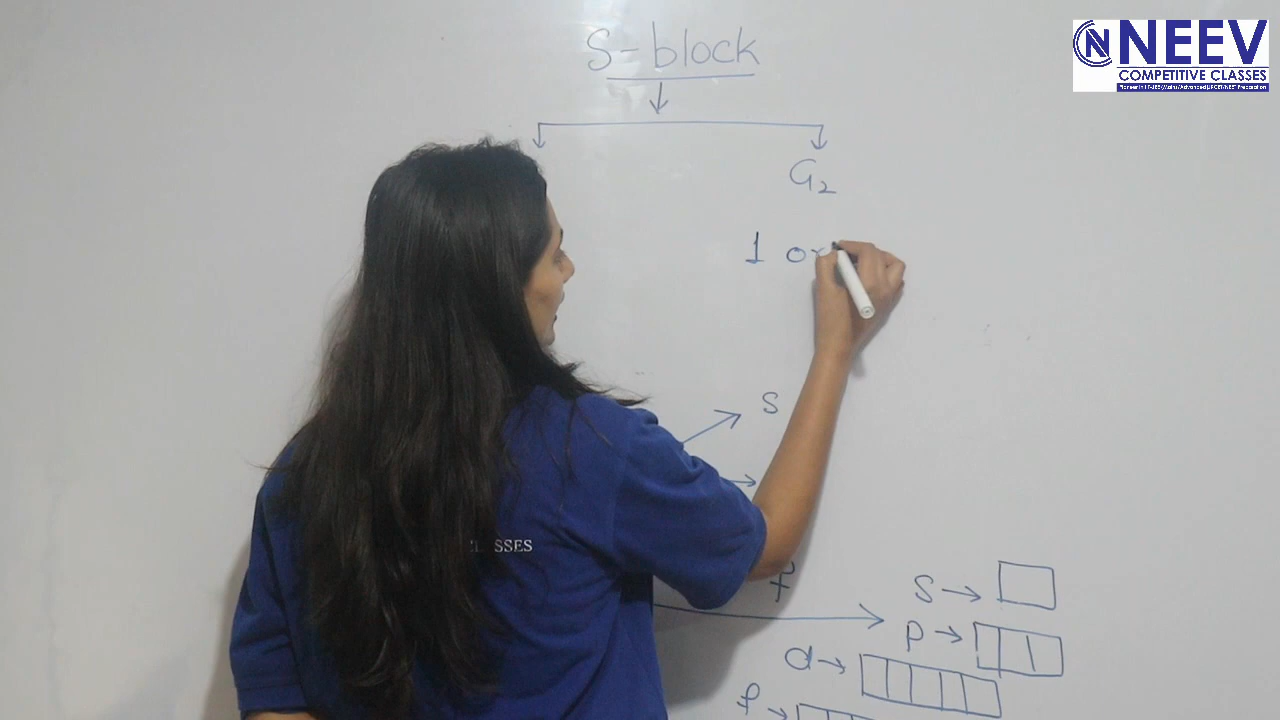 NEEV
COMPETITIVE CLASSES
S-block
G2
1 or
S
SSES
f
S →
p →
d →
f →